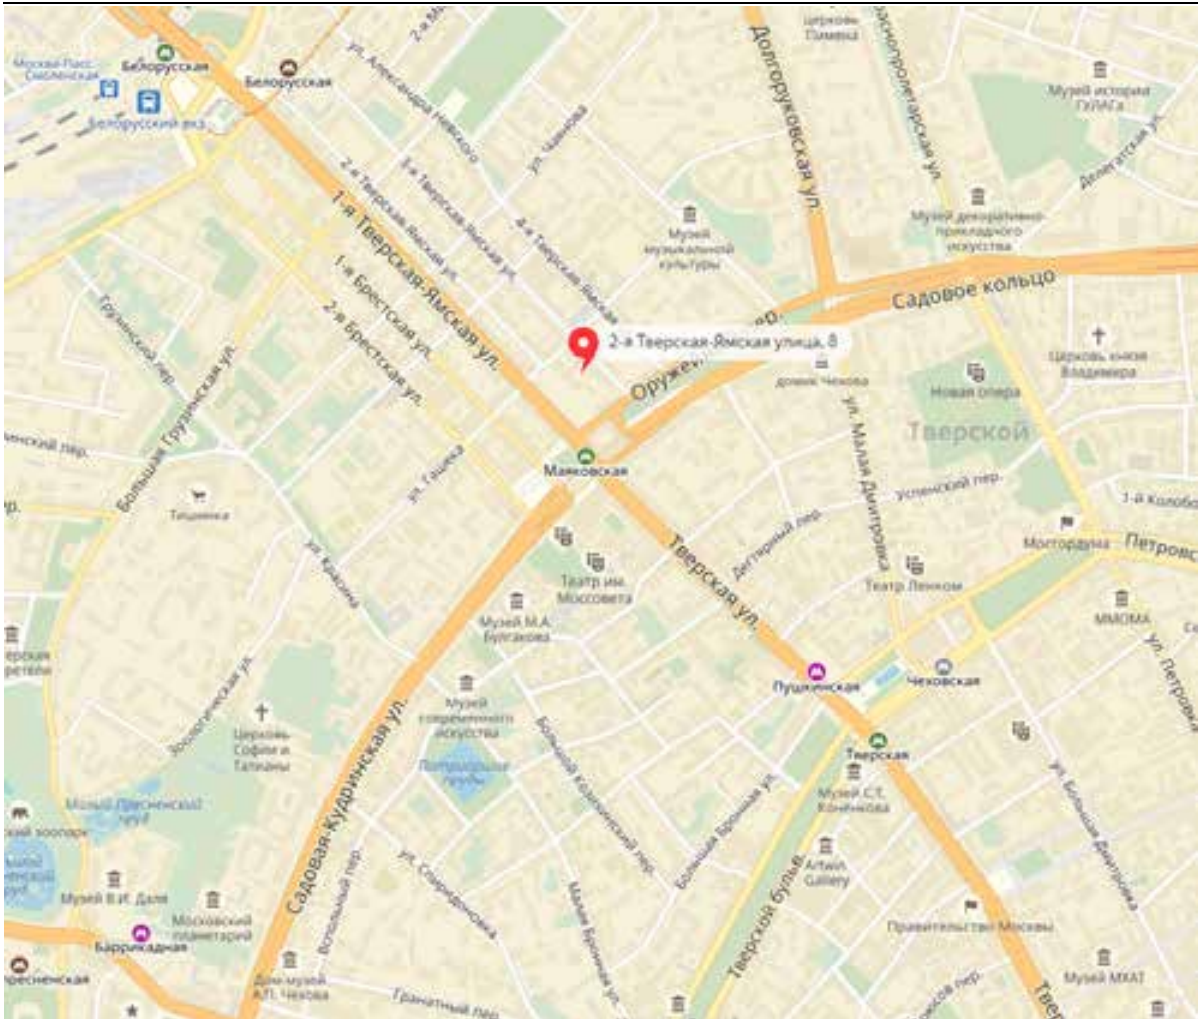 церковь
Пимена
Москва-Пасс.
Смоленская
Белорусская
Белорусская
Белорусский вкз.
ул. Александра Невского
ул. Чаянова
Долгоруковская ул.
Музей истории
ГУЛАГа
Делегатская ул.
1-я Тверская-Ямская ул.
2-я Тверская-Ямская ул.
3-я Тверская-Ямская ул.
4-я Тверская-Ямская
1-я Брестская ул.
2-я Брестская ул.
Музей
музыкальной
культуры
Музей декоративно-
прикладного
искусства
Садовое кольцо
Грузинский пер.
Большая Грузинская ул.
2-я Тверская-Ямская улица, 8
домик Чехова
Новая опера
Церковь князя
Владимира
Тверской
ул. Малая Дмитровка
Маяковская
ул. Гашека
Тишинка
Успенский пер.
Дегтярный пер.
Мосгордума
Театр им.
Моссовета
Тверская ул.
Театр Ленком
ул. Красина
Музей М.А.
Булгакова
ММОМА
ул. Петровка
Пушкинская
Чеховская
Тверская
Зоологическая ул.
Церковь
Софии и
Татианы
Музей
современного
искусства
Патриаршие
пруды
Садовая-Кудринская ул.
Большой Козихинский пер.
Большая Бронная ул.
Музей С.Т.
Коненкова
ул. Большая Дмитровка
Малый Пресненский
пруд
Artwin
Gallery
Музей В.И. Даля
Московский
планетарий
Баррикадная
Вспольный пер.
ул. Спиридоновка
Малая Бронная ул.
Правительство Москвы
Дом-музей
А.П. Чехова
Гранатный пер.
Музей МХАТ